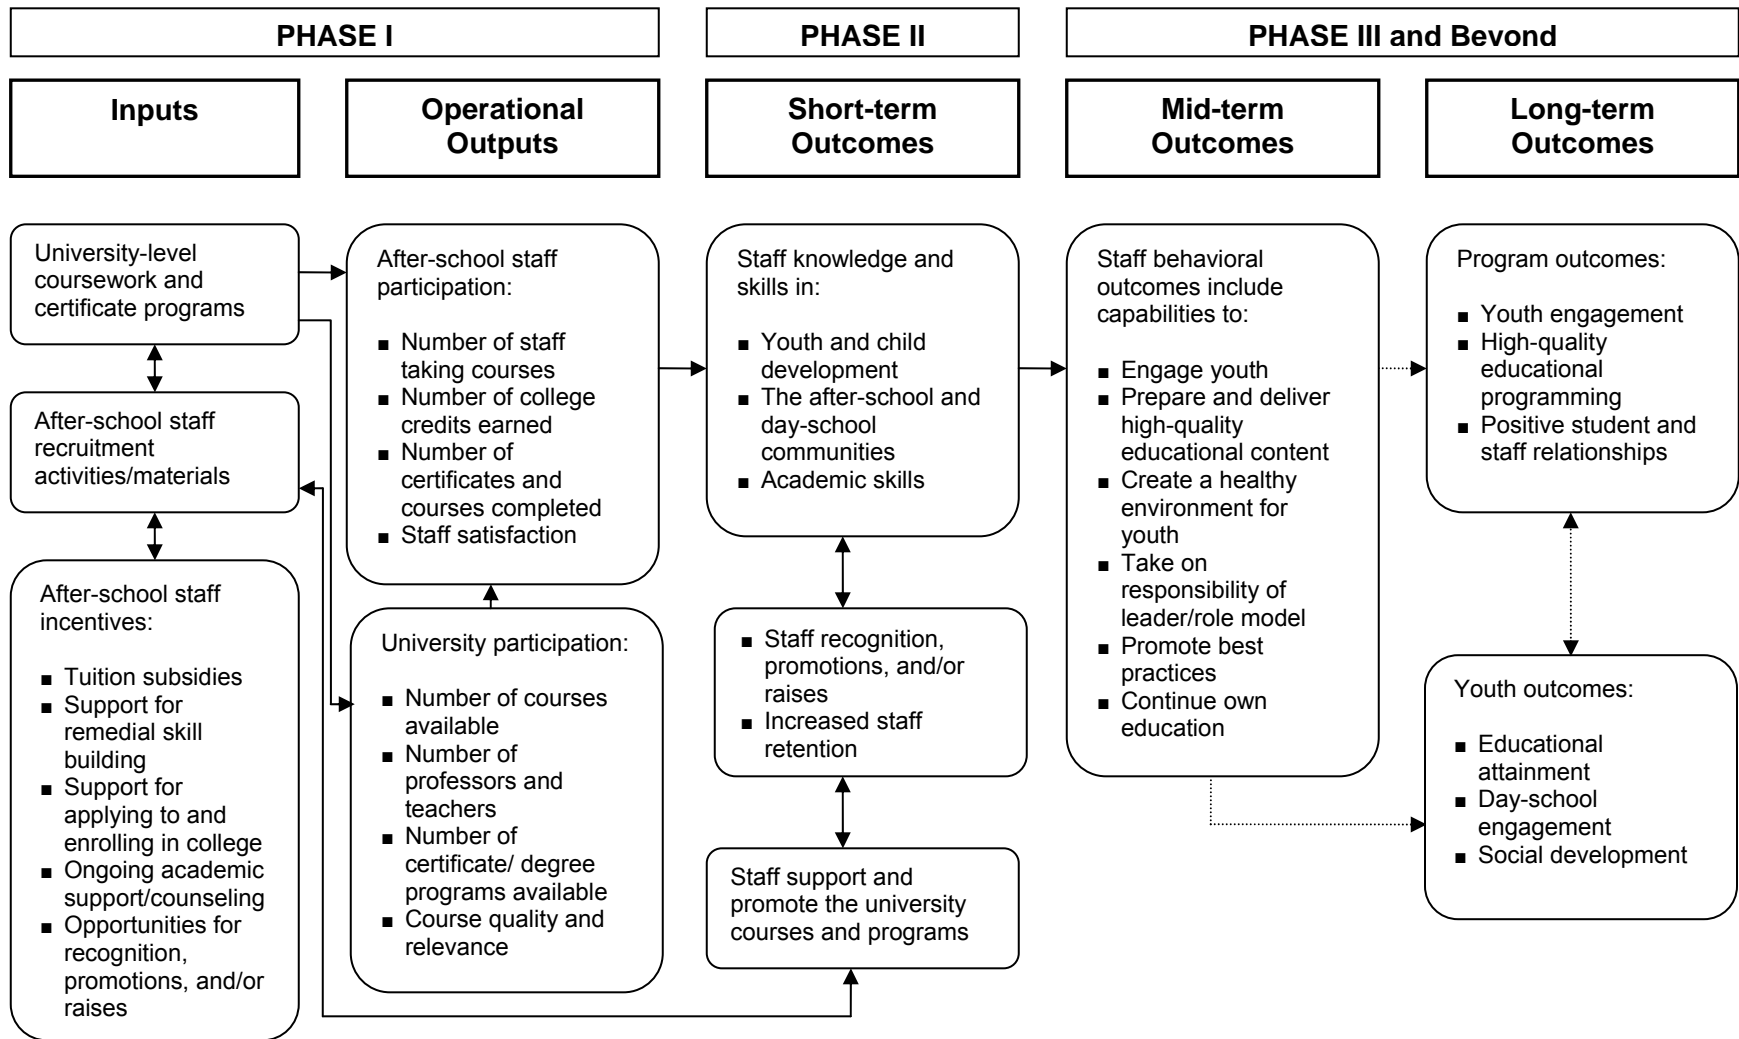 PHASE I
PHASE II
PHASE III and Bevond
Inputs
Operational
Outputs
Short-term
Outcomes
Mid-term
Outcomes
Long-term
Outcomes
University-level
coursework and
certificate programs
After-school staff
recruitment
activities/materials
After-school staff
incentives:
■ Tuition subsidies
■ Support for
remedial skill
building
■ Support for
applying to and
enrolling in college
■ Ongoing academic
support/counseling
■ Opportunities for
recognition,
promotions, and/or
raises
After-school staff
participation:
■ Number of staff
taking courses
■ Number of college
credits earned
■ Number of
certificates and
courses completed
■ Staff satisfaction
University participation:
■ Number of courses
available
■ Number of
professors and
teachers
■ Number of
certificate/ degree
programs available
■ Course quality and
relevance
Staff knowledge and
skills in:
■ Youth and child
development
■ The after-school and
day-school
communities
■ Academic skills
■ Staff recognition,
promotions, and/or
raises
■ Increased staff
retention
Staff support and
promote the university
courses and programs
Staff behavioral
outcomes include
capabilities to:
■ Engage youth
■ Prepare and deliver
high-quality
educational content
■ Create a healthy
environment for
youth
■ Take on
responsibility of
leader/role model
■ Promote best
practices
■ Continue own
education
Program outcomes:
■ Youth engagement
■ High-quality
educational
programming
■ Positive student and
staff relationships
Youth outcomes:
■ Educational
attainment
■ Day-school
engagement
■ Social development